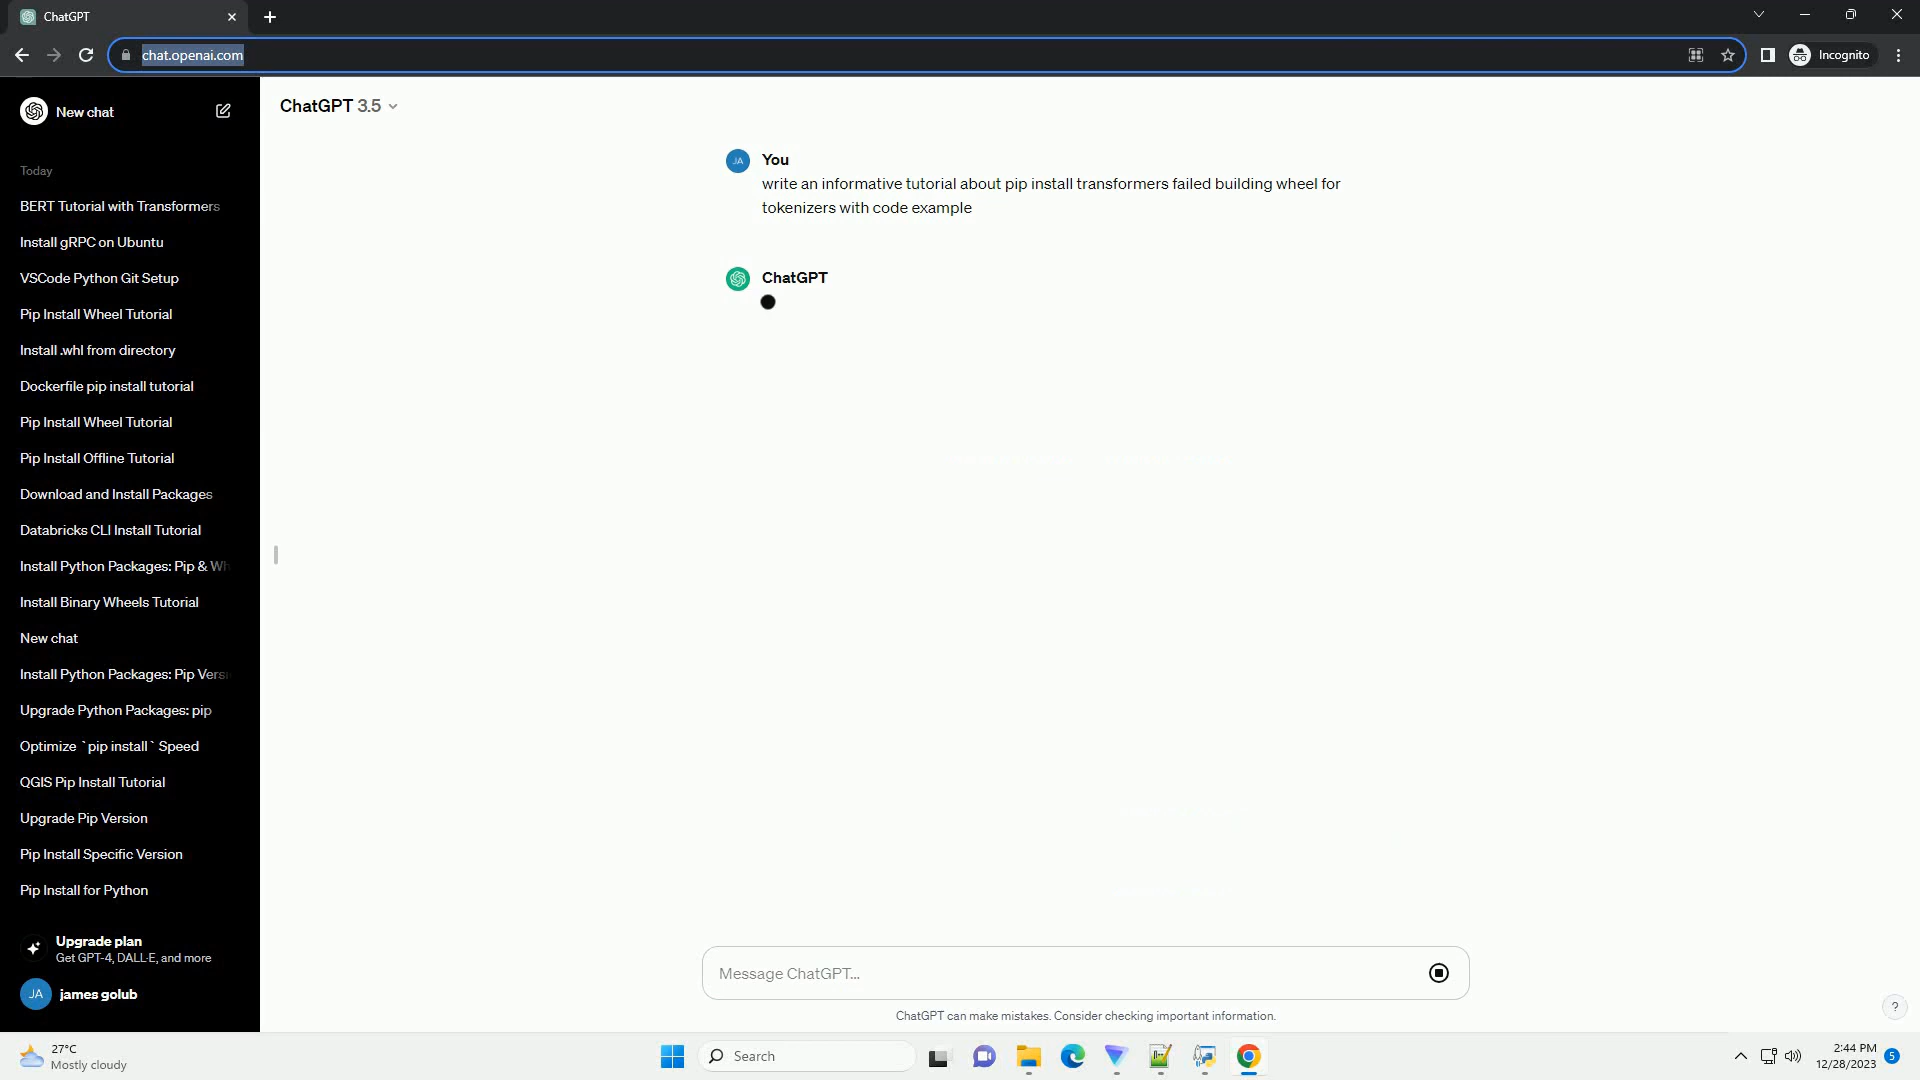 ChatGPT
chat.openai.com
Incognito
New chat
Today
BERT Tutorial with Transformers
Install gRPC on Ubuntu
VSCode Python Git Setup
Pip Install Wheel Tutorial
Install .whl from directory
Dockerfile pip install tutorial
Pip Install Wheel Tutorial
Pip Install Offline Tutorial
Download and Install Packages
Databricks CLI Install Tutorial
Install Python Packages: Pip & Wh
Install Binary Wheels Tutorial
New chat
Install Python Packages: Pip Vers
Upgrade Python Packages: pip
Optimize `pip install` Speed
QGIS Pip Install Tutorial
Upgrade Pip Version
Pip Install Specific Version
Pip Install for Python
Upgrade plan
Get GPT-4, DALL·E, and more
JA
james golub
ChatGPT 3.5
JA
You
write an informative tutorial about pip install transformers failed building wheel for
tokenizers with code example
ChatGPT
Message ChatGPT...
ChatGPT can make mistakes. Consider checking important information.
?
27°C
Mostly cloudy
Search
2:44 PM
12/28/2023
5